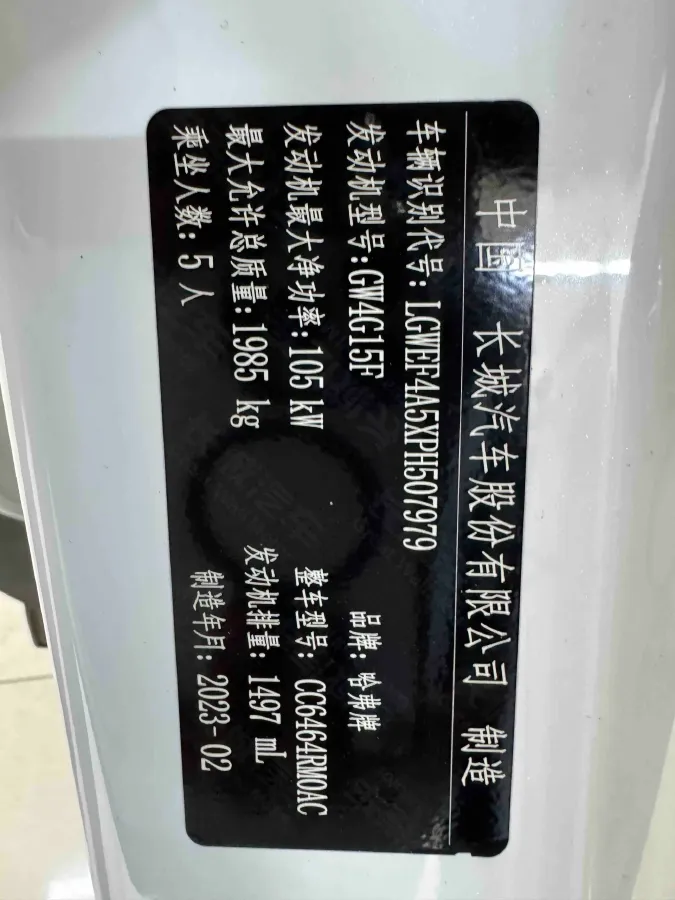 中国 长城汽车股份有限公司 制造
车辆识别代号: LGWEF4A5XPH507979
发动机型号:GW4G15F 品牌: 哈弗牌
发动机最大净功率:105 kW 整车型号: CC6464RM0AC
最大允许总质量:1985 kg 发动机排量: 1497 mL
乘坐人数: 5 人 制造年月: 2023-02